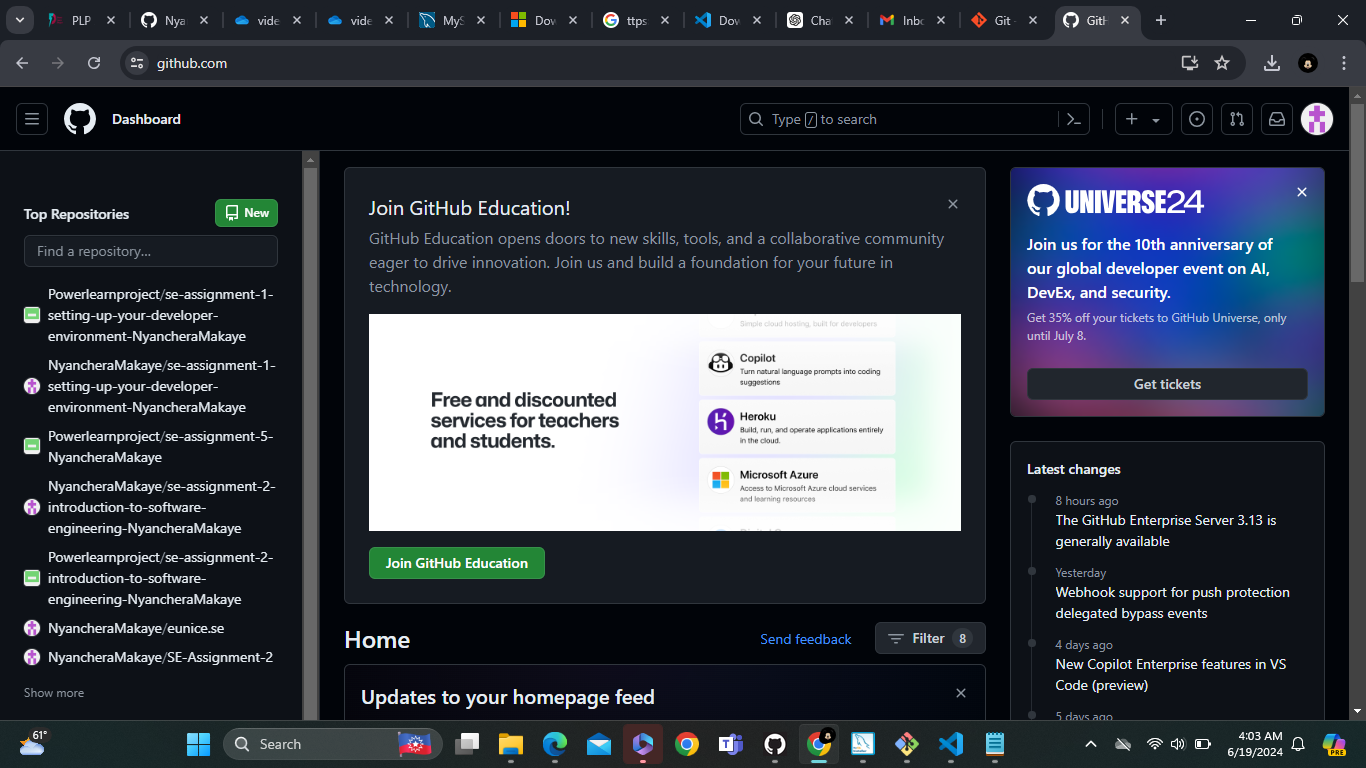 PLP
Nya
vide
vide
MyS
Dow
ttps
Dow
Cha
Inbo
Git -
GitH
github.com
Dashboard
Type / to search
Top Repositories
New
Find a repository...
Powerlearnproject/se-assignment-1-
setting-up-your-developer-
environment-NyancheraMakaye
NyancheraMakaye/se-assignment-1-
setting-up-your-developer-
environment-NyancheraMakaye
Powerlearnproject/se-assignment-5-
NyancheraMakaye
NyancheraMakaye/se-assignment-2-
introduction-to-software-
engineering-NyancheraMakaye
Powerlearnproject/se-assignment-2-
introduction-to-software-
engineering-NyancheraMakaye
NyancheraMakaye/eunice.se
NyancheraMakaye/SE-Assignment-2
Show more
Join GitHub Education!
GitHub Education opens doors to new skills, tools, and a collaborative community
eager to drive innovation. Join us and build a foundation for your future in
technology.
Free and discounted
services for teachers
and students.
Simple cloud hosting, built for developers
Copilot
Turn natural language prompts into coding
suggestions
Heroku
Build, run, and operate applications entirely
in the cloud.
Microsoft Azure
Access to Microsoft Azure cloud services
and learning resources
Join GitHub Education
Home
Send feedback
Filter 8
Updates to your homepage feed
UNIVERSE24
Join us for the 10th anniversary of
our global developer event on AI,
DevEx, and security.
Get 35% off your tickets to GitHub Universe, only
until July 8.
Get tickets
Latest changes
8 hours ago
The GitHub Enterprise Server 3.13 is
generally available
Yesterday
Webhook support for push protection
delegated bypass events
4 days ago
New Copilot Enterprise features in VS
Code (preview)
5 days ago
61°
Search
4:03 AM
6/19/2024
PRE